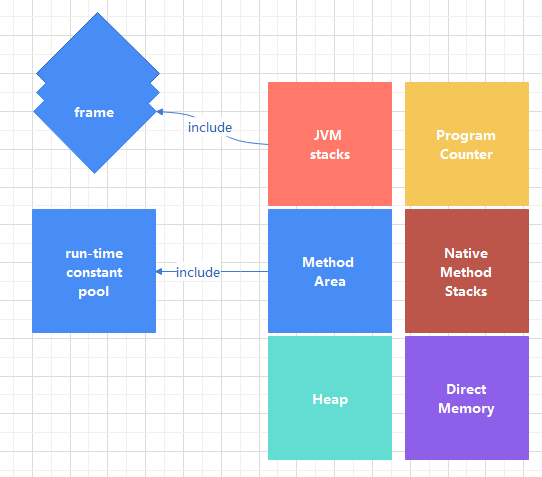 frame
include
JVM
stacks
Program
Counter
run-time
constant
pool
include
Method
Area
Native
Method
Stacks
Heap
Direct
Memory